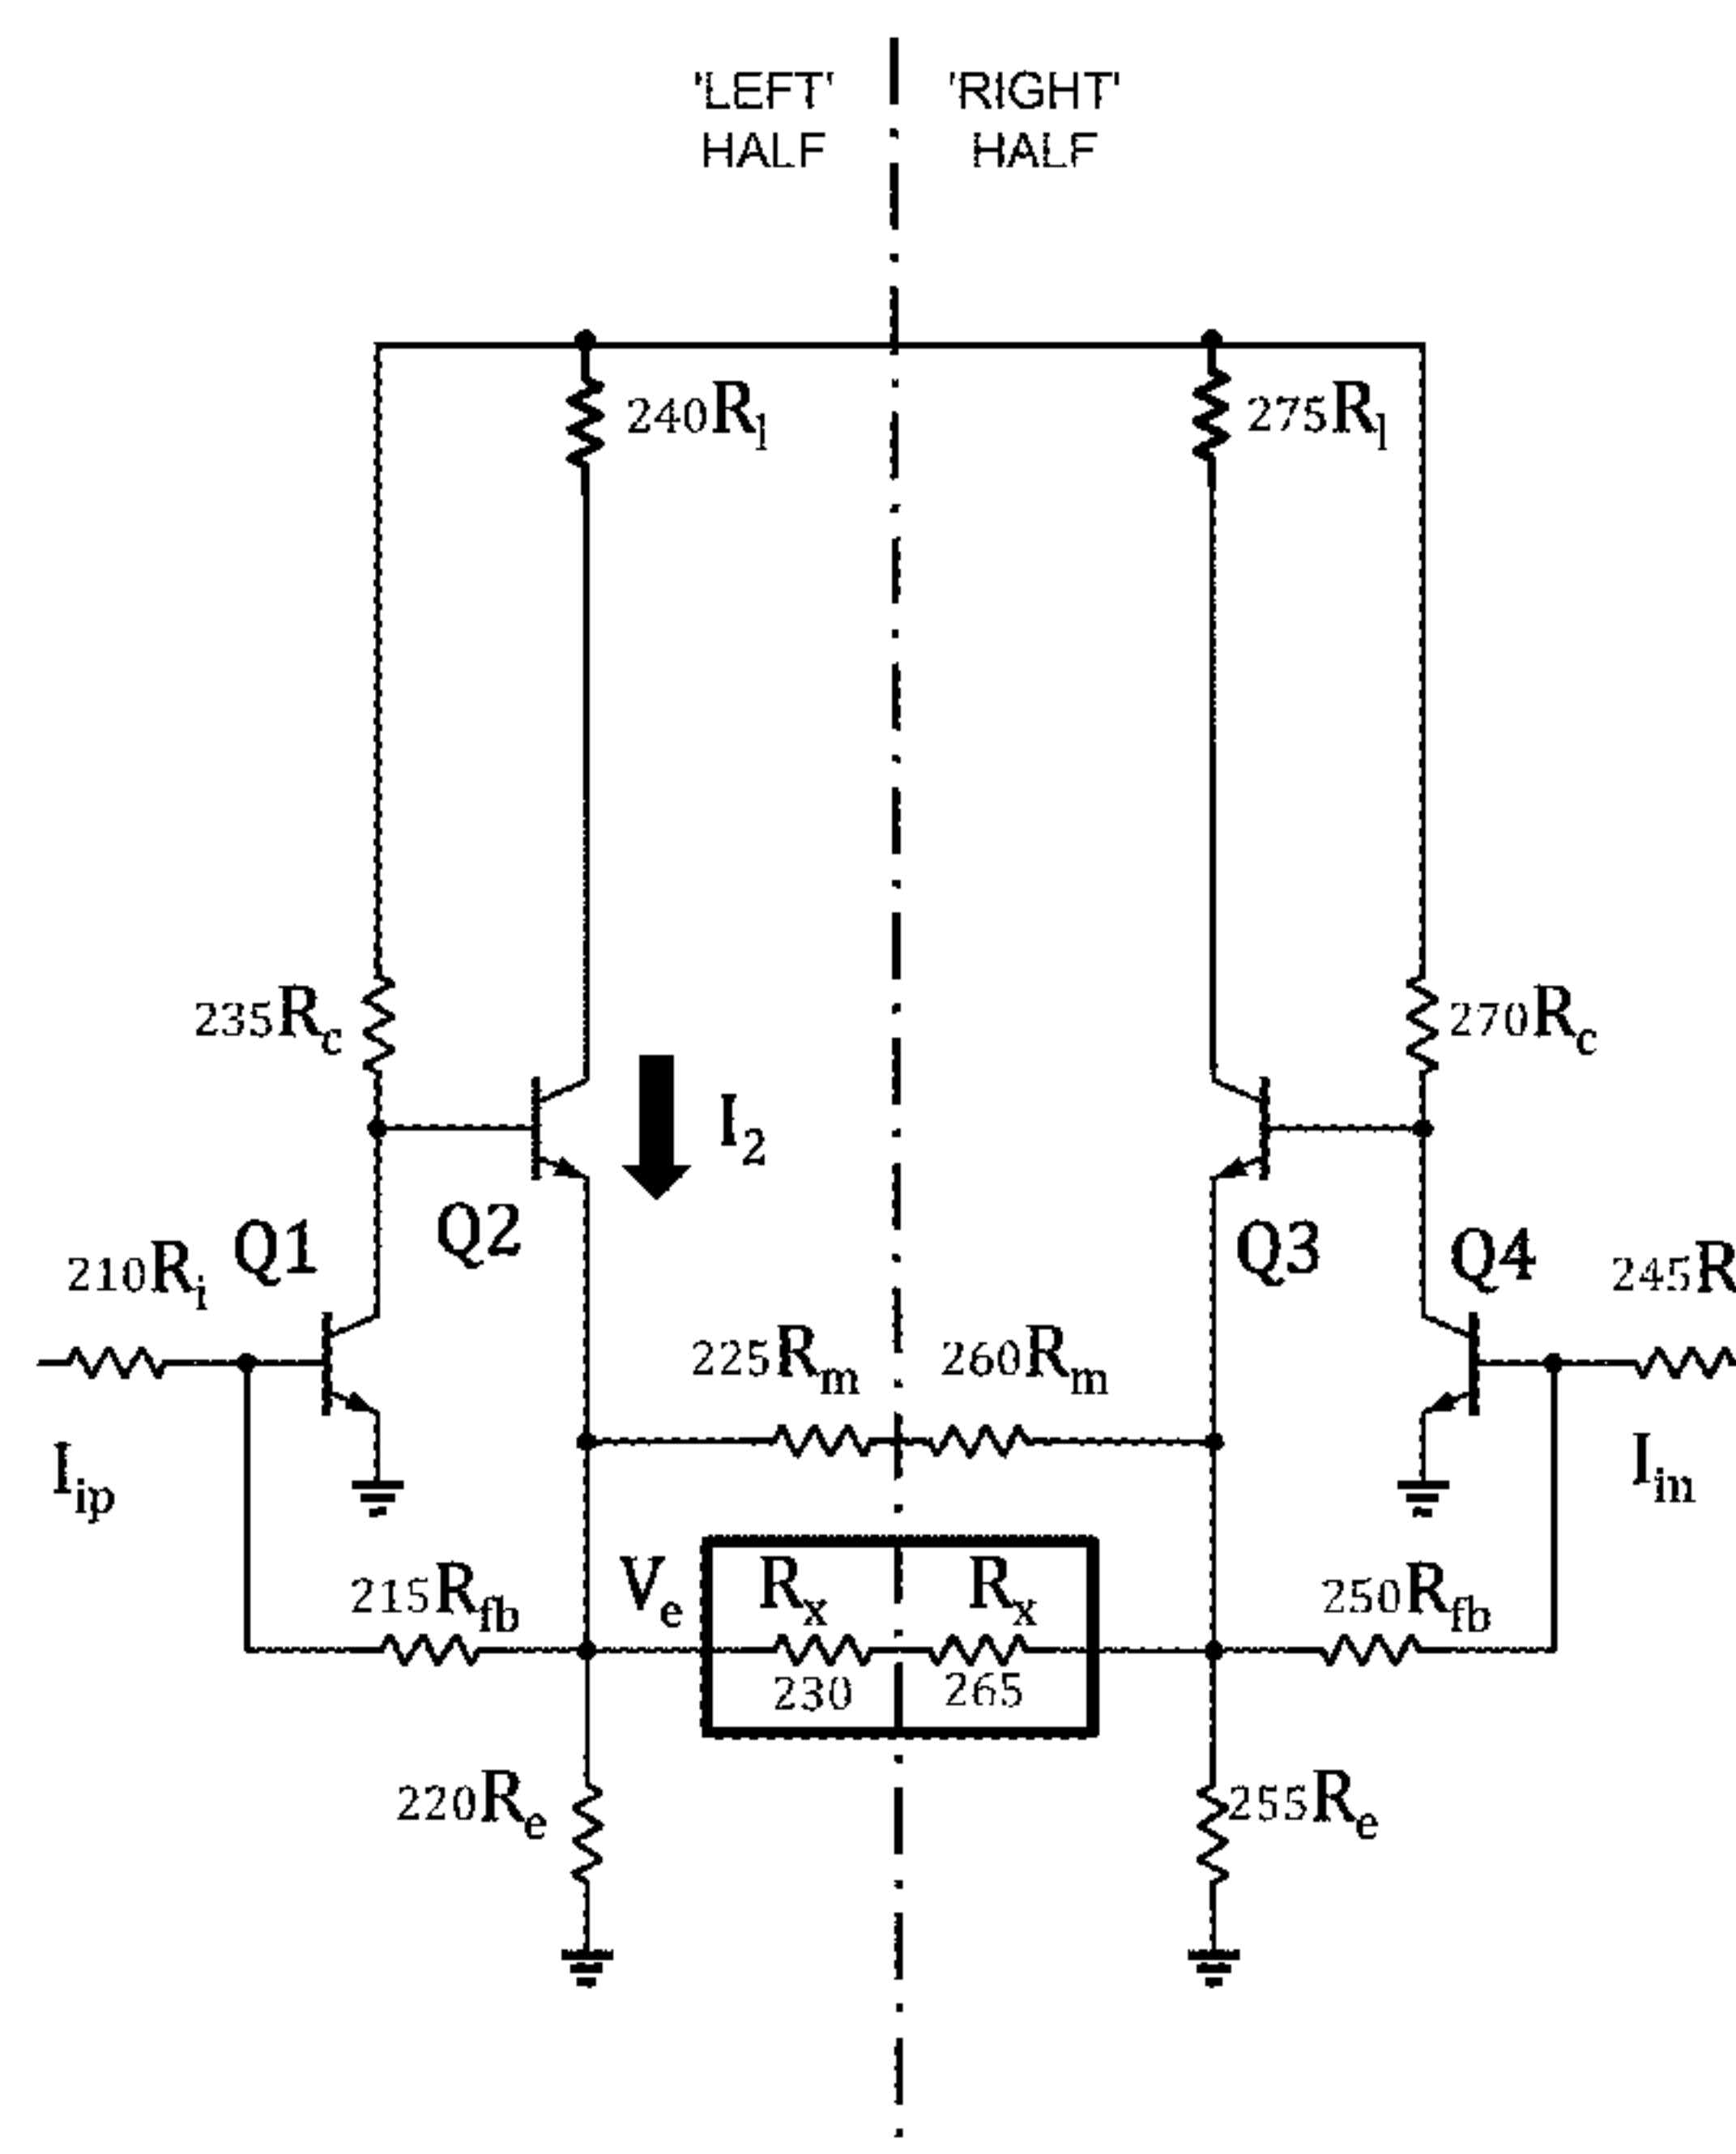 'LEFT' 'RIGHT'
HALF HALF
240Rl 275Rl
235Rc 270Rc
I2
Q1 Q2 Q3 Q4
210Ri 245R
225Rm 260Rm
Iip Iin
215Rfb Ve Rx Rx 250Rfb
230 265
220Re 255Re